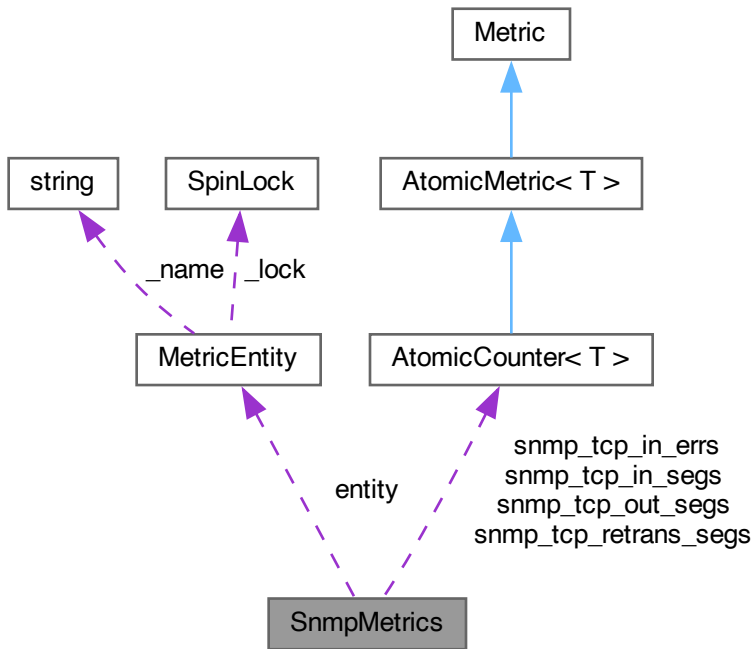 Metric
string
SpinLock
AtomicMetric< T >
_name
_lock
MetricEntity
AtomicCounter< T >
entity
snmp_tcp_in_errs
snmp_tcp_in_segs
snmp_tcp_out_segs
snmp_tcp_retrans_segs
SnmpMetrics